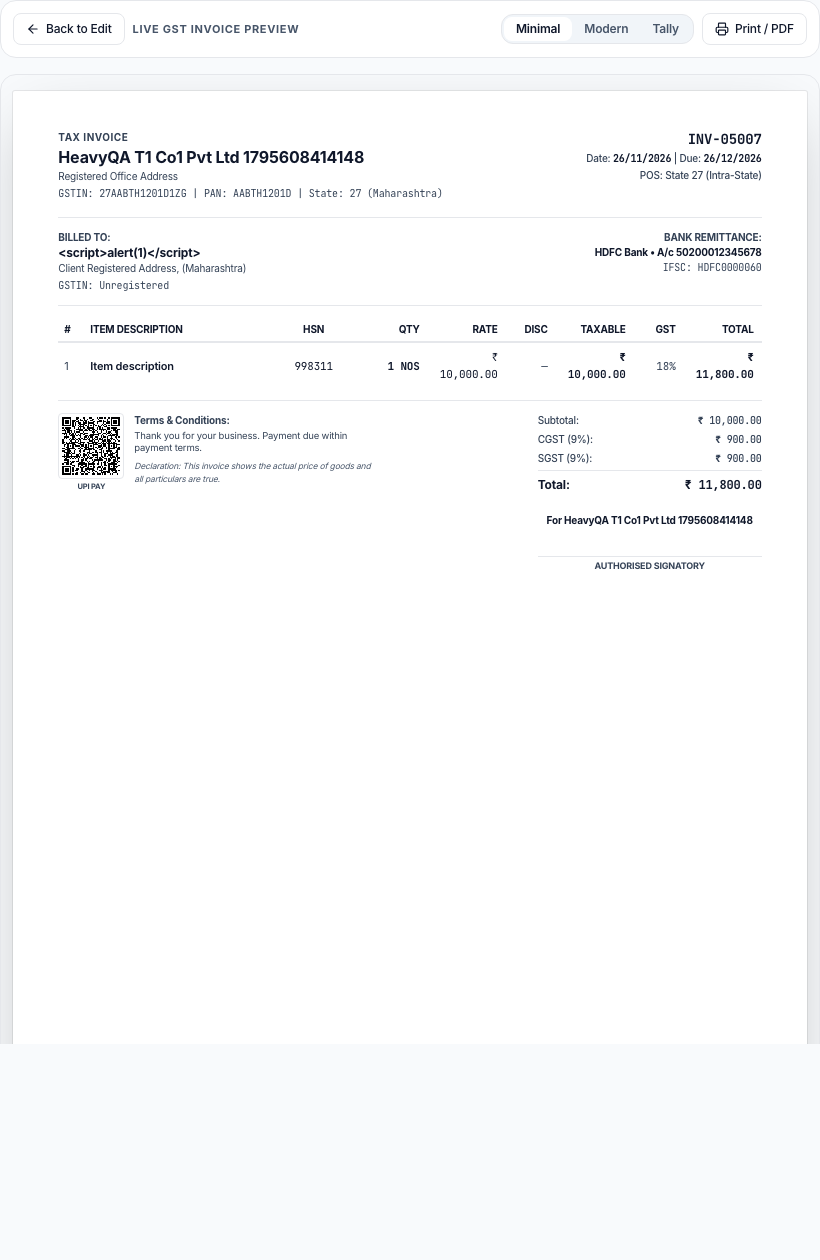 Back to Edit
LIVE GST INVOICE PREVIEW
Minimal
Modern
Tally
Print / PDF
TAX INVOICE
HeavyQA T1 Co1 Pvt Ltd 1795608414148
Registered Office Address
GSTIN: 27AABTH1201D1ZG | PAN: AABTH1201D | State: 27 (Maharashtra)
INV-05007
Date: 26/11/2026 | Due: 26/12/2026
POS: State 27 (Intra-State)
BILLED TO:
<script>alert(1)</script>
Client Registered Address, (Maharashtra)
GSTIN: Unregistered
BANK REMITTANCE:
HDFC Bank • A/c 50200012345678
IFSC: HDFC0000060
# ITEM DESCRIPTION HSN QTY RATE DISC TAXABLE GST TOTAL
1 Item description 998311 1 NOS ₹ 10,000.00 — ₹ 10,000.00 18% ₹ 11,800.00
UPI PAY
Terms & Conditions:
Thank you for your business. Payment due within
payment terms.
Declaration: This invoice shows the actual price of goods and
all particulars are true.
Subtotal: ₹ 10,000.00
CGST (9%): ₹ 900.00
SGST (9%): ₹ 900.00
Total: ₹ 11,800.00
For HeavyQA T1 Co1 Pvt Ltd 1795608414148
AUTHORISED SIGNATORY